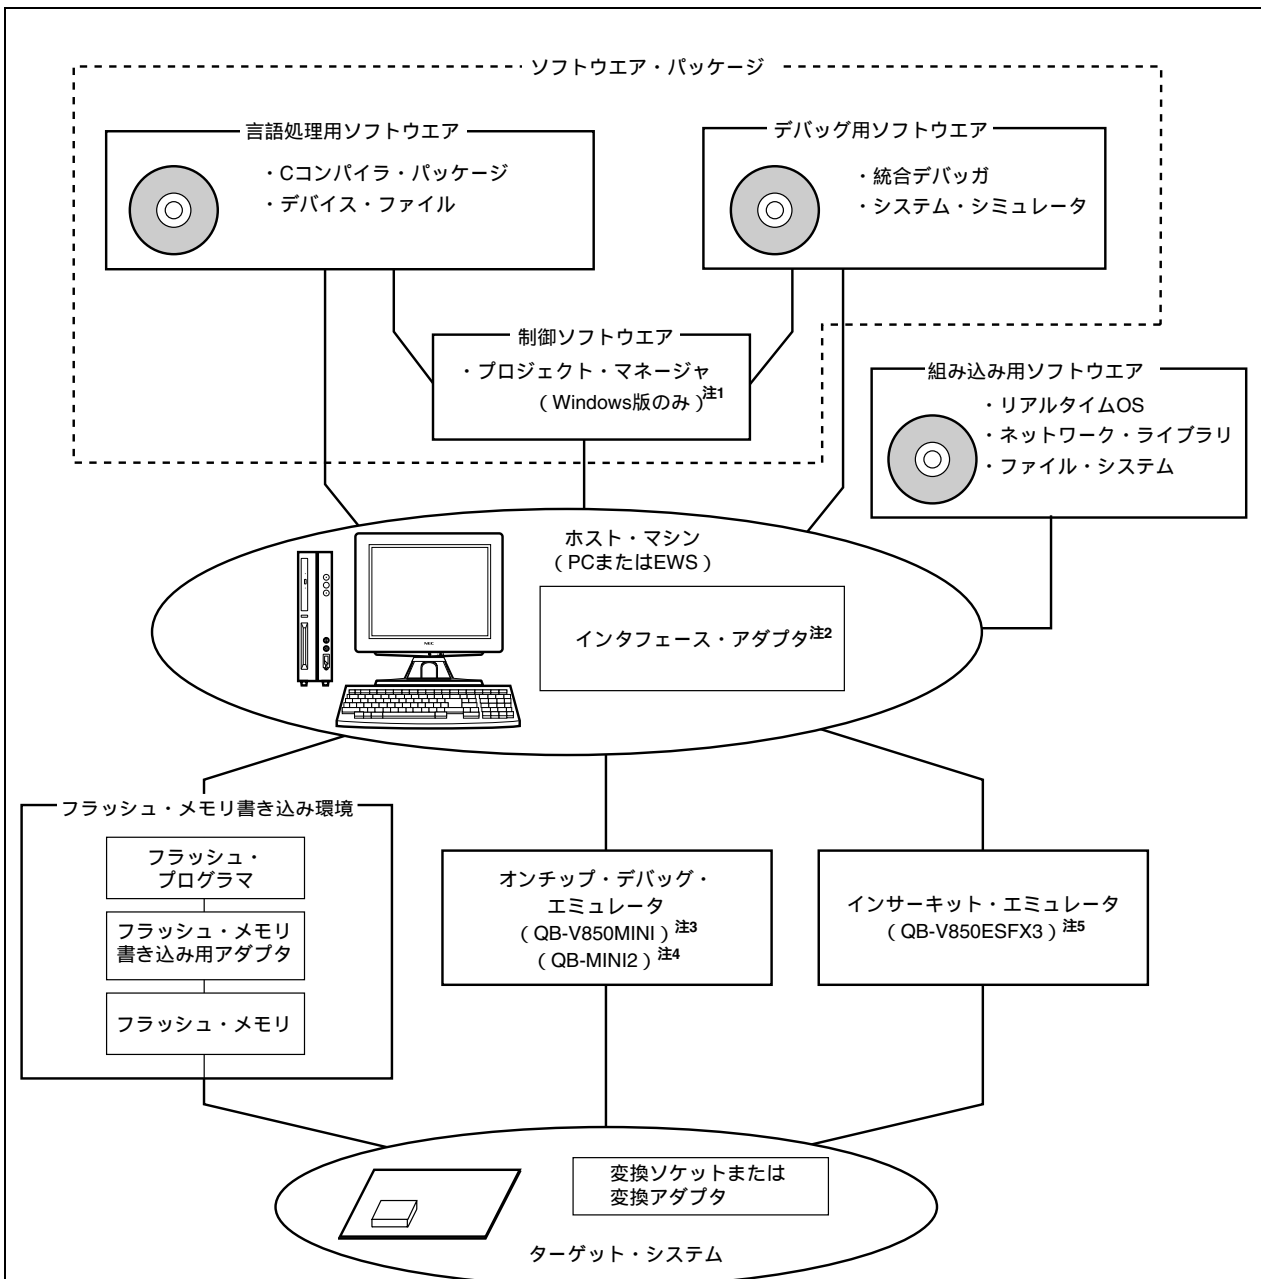 ソフトウエア・パッケージ
言語処理用ソフトウエア
・Cコンパイラ・パッケージ
・デバイス・ファイル
デバッグ用ソフトウエア
・統合デバッガ
・システム・シミュレータ
制御ソフトウエア
・プロジェクト・マネージャ
（Windows版のみ）注1
組み込み用ソフトウエア
・リアルタイムOS
・ネットワーク・ライブラリ
・ファイル・システム
ホスト・マシン
（PCまたはEWS）
インタフェース・アダプタ注2
NEC
フラッシュ・メモリ書き込み環境
フラッシュ・
プログラマ
フラッシュ・メモリ
書き込み用アダプタ
フラッシュ・メモリ
オンチップ・デバッグ・
エミュレータ
（QB-V850MINI）注3
（QB-MINI2）注4
インサーキット・エミュレータ
（QB-V850ESFX3）注5
変換ソケットまたは
変換アダプタ
ターゲット・システム